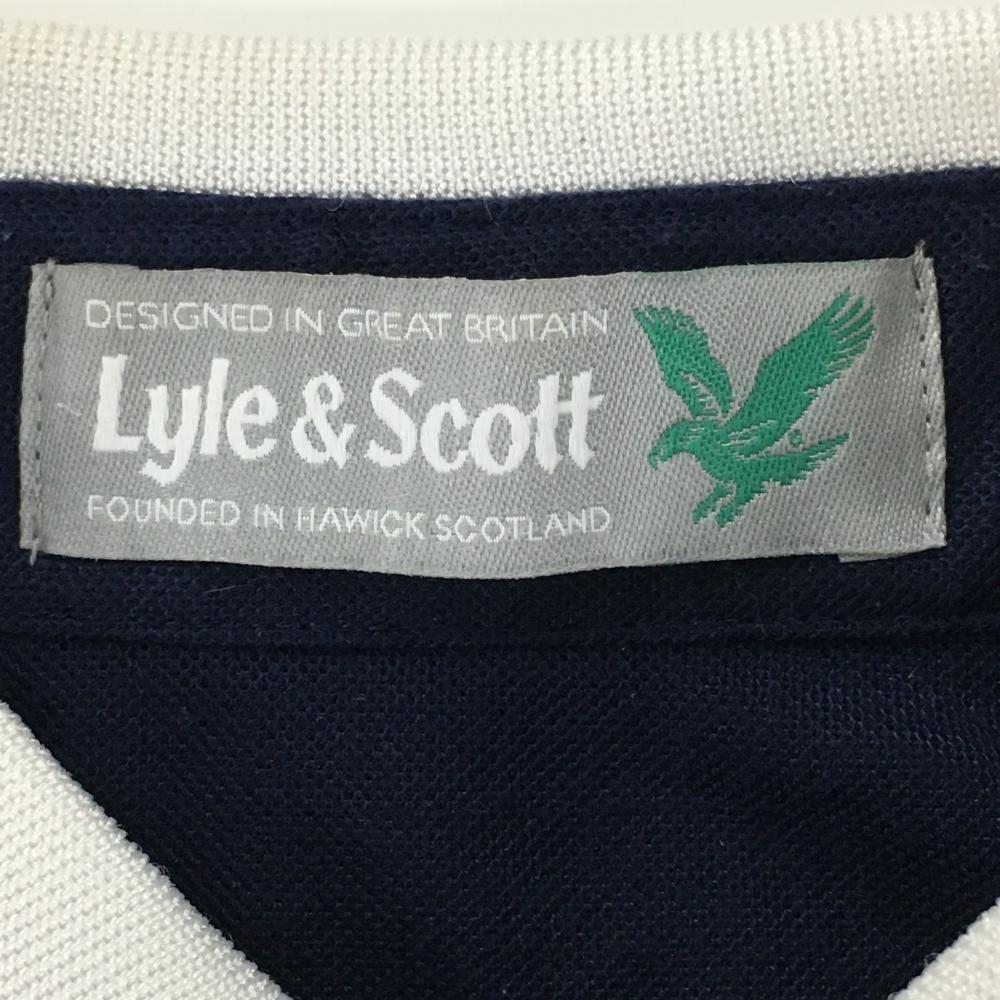 DESIGNED IN GREAT BRITAIN
Lyle & Scott
FOUNDED IN HAWICK SCOTLAND